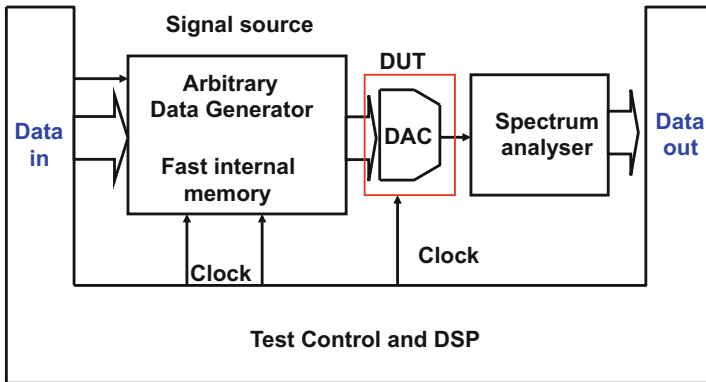 Signal source
DUT
Arbitrary
Data Generator
Fast internal
memory
Data
in
DAC
Spectrum
analyser
Data
out
Clock
Clock
Test Control and DSP